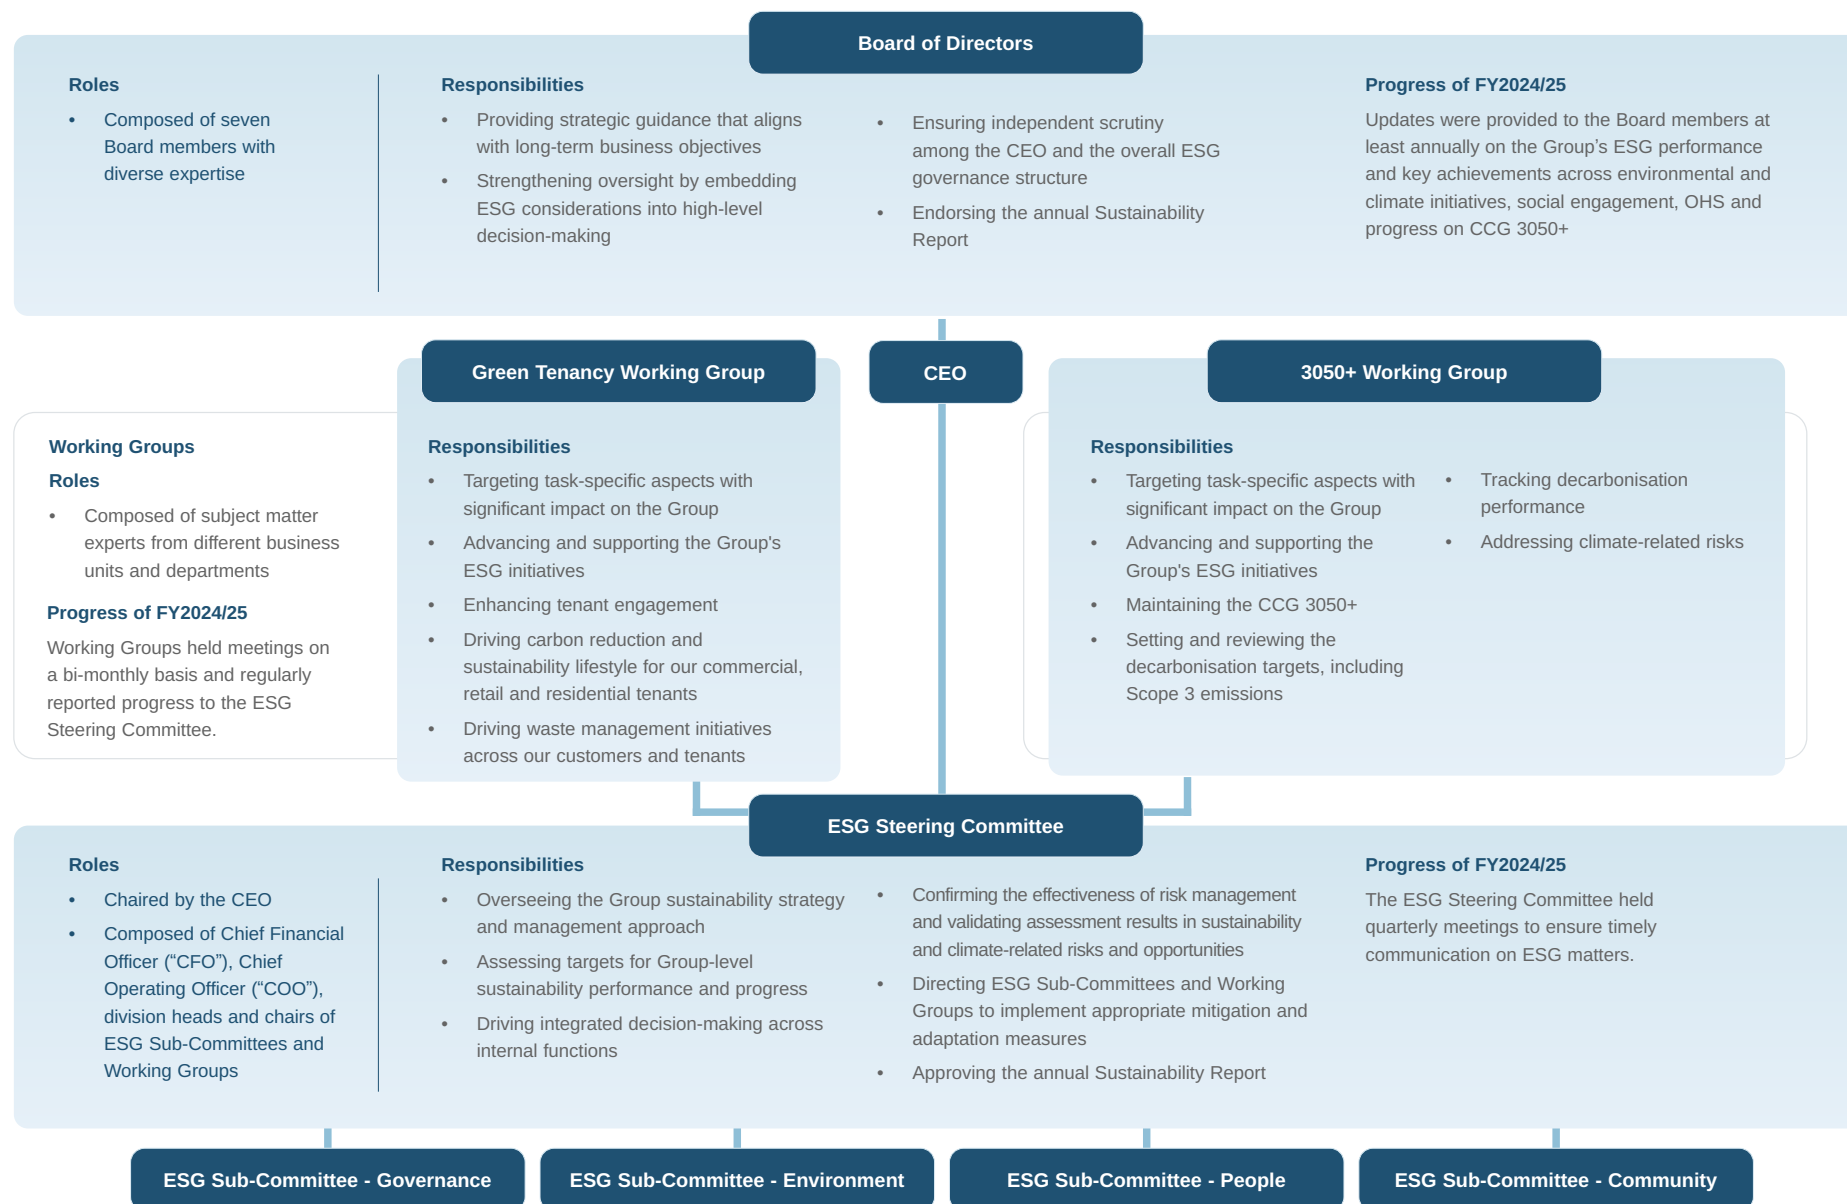 Board of Directors
Roles
• Composed of seven
Board members with
diverse expertise
Responsibilities
• Providing strategic guidance that aligns
with long-term business objectives
• Strengthening oversight by embedding
ESG considerations into high-level
decision-making
• Ensuring independent scrutiny
among the CEO and the overall ESG
governance structure
• Endorsing the annual Sustainability
Report
Progress of FY2024/25
Updates were provided to the Board members at
least annually on the Group’s ESG performance
and key achievements across environmental and
climate initiatives, social engagement, OHS and
progress on CCG 3050+
CEO
Working Groups
Roles
• Composed of subject matter
experts from different business
units and departments
Progress of FY2024/25
Working Groups held meetings on
a bi-monthly basis and regularly
reported progress to the ESG
Steering Committee.
Green Tenancy Working Group
Responsibilities
• Targeting task-specific aspects with
significant impact on the Group
• Advancing and supporting the Group's
ESG initiatives
• Enhancing tenant engagement
• Driving carbon reduction and
sustainability lifestyle for our commercial,
retail and residential tenants
• Driving waste management initiatives
across our customers and tenants
3050+ Working Group
Responsibilities
• Targeting task-specific aspects with
significant impact on the Group
• Advancing and supporting the
Group's ESG initiatives
• Maintaining the CCG 3050+
• Setting and reviewing the
decarbonisation targets, including
Scope 3 emissions
• Tracking decarbonisation
performance
• Addressing climate-related risks
ESG Steering Committee
Roles
• Chaired by the CEO
• Composed of Chief Financial
Officer (“CFO”), Chief
Operating Officer (“COO”),
division heads and chairs of
ESG Sub-Committees and
Working Groups
Responsibilities
• Overseeing the Group sustainability strategy
and management approach
• Assessing targets for Group-level
sustainability performance and progress
• Driving integrated decision-making across
internal functions
• Confirming the effectiveness of risk management
and validating assessment results in sustainability
and climate-related risks and opportunities
• Directing ESG Sub-Committees and Working
Groups to implement appropriate mitigation and
adaptation measures
• Approving the annual Sustainability Report
Progress of FY2024/25
The ESG Steering Committee held
quarterly meetings to ensure timely
communication on ESG matters.
ESG Sub-Committee - Governance
ESG Sub-Committee - Environment
ESG Sub-Committee - People
ESG Sub-Committee - Community